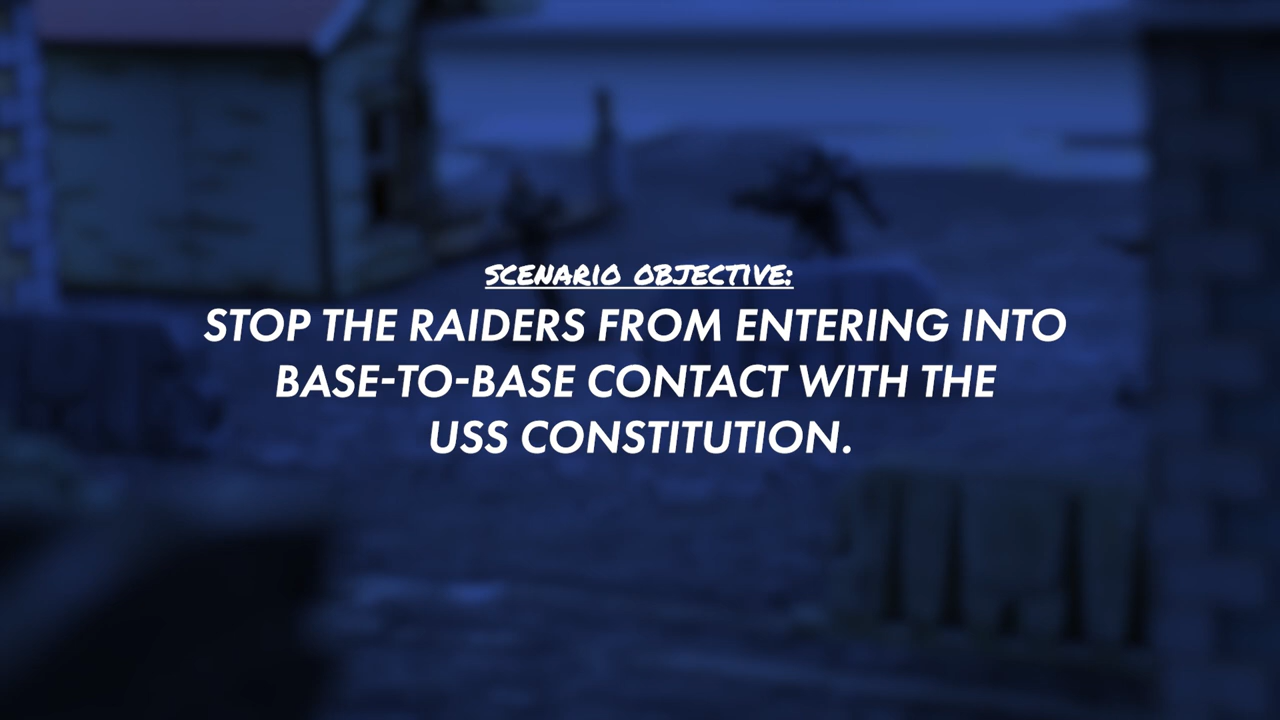 SCENARIO OBJECTIVE:
STOP THE RAIDERS FROM ENTERING INTO
BASE-TO-BASE CONTACT WITH THE
USS CONSTITUTION.